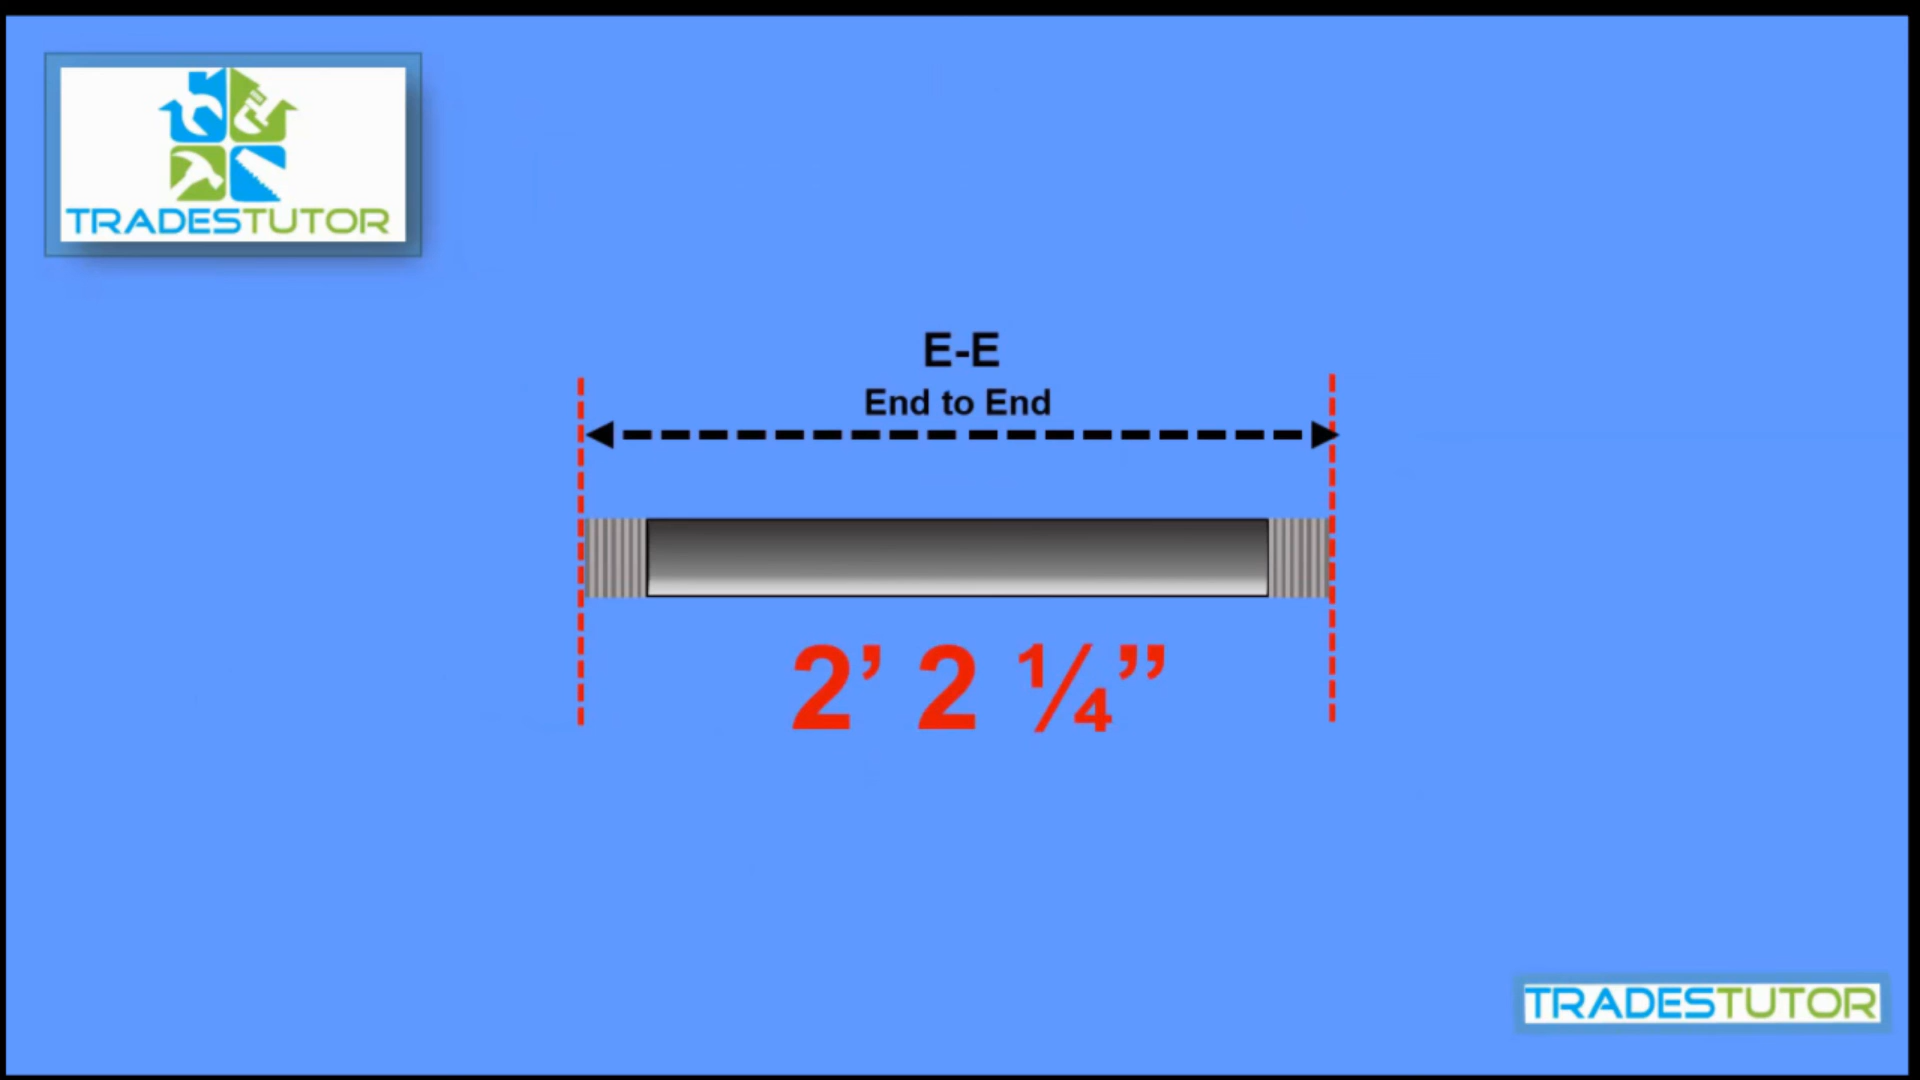 TRADESTUTOR
E-E
End to End
2’ 2 ¼”
TRADESTUTOR